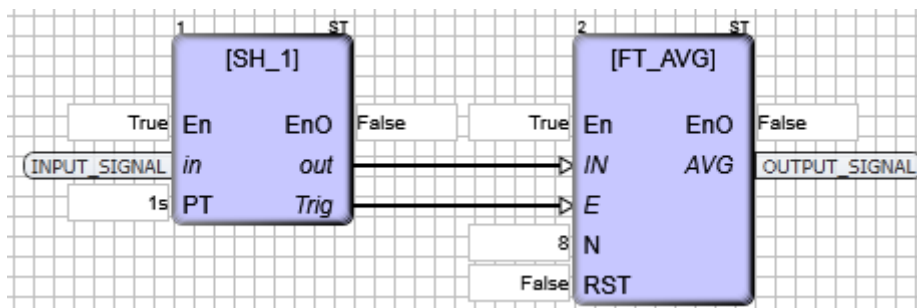 1 ST 2 ST
[SH_1] [FT_AVG]
True En EnO False True En EnO False
INPUT_SIGNAL in out IN AVG OUTPUT_SIGNAL
1s PT Trig E
8 N
False RST